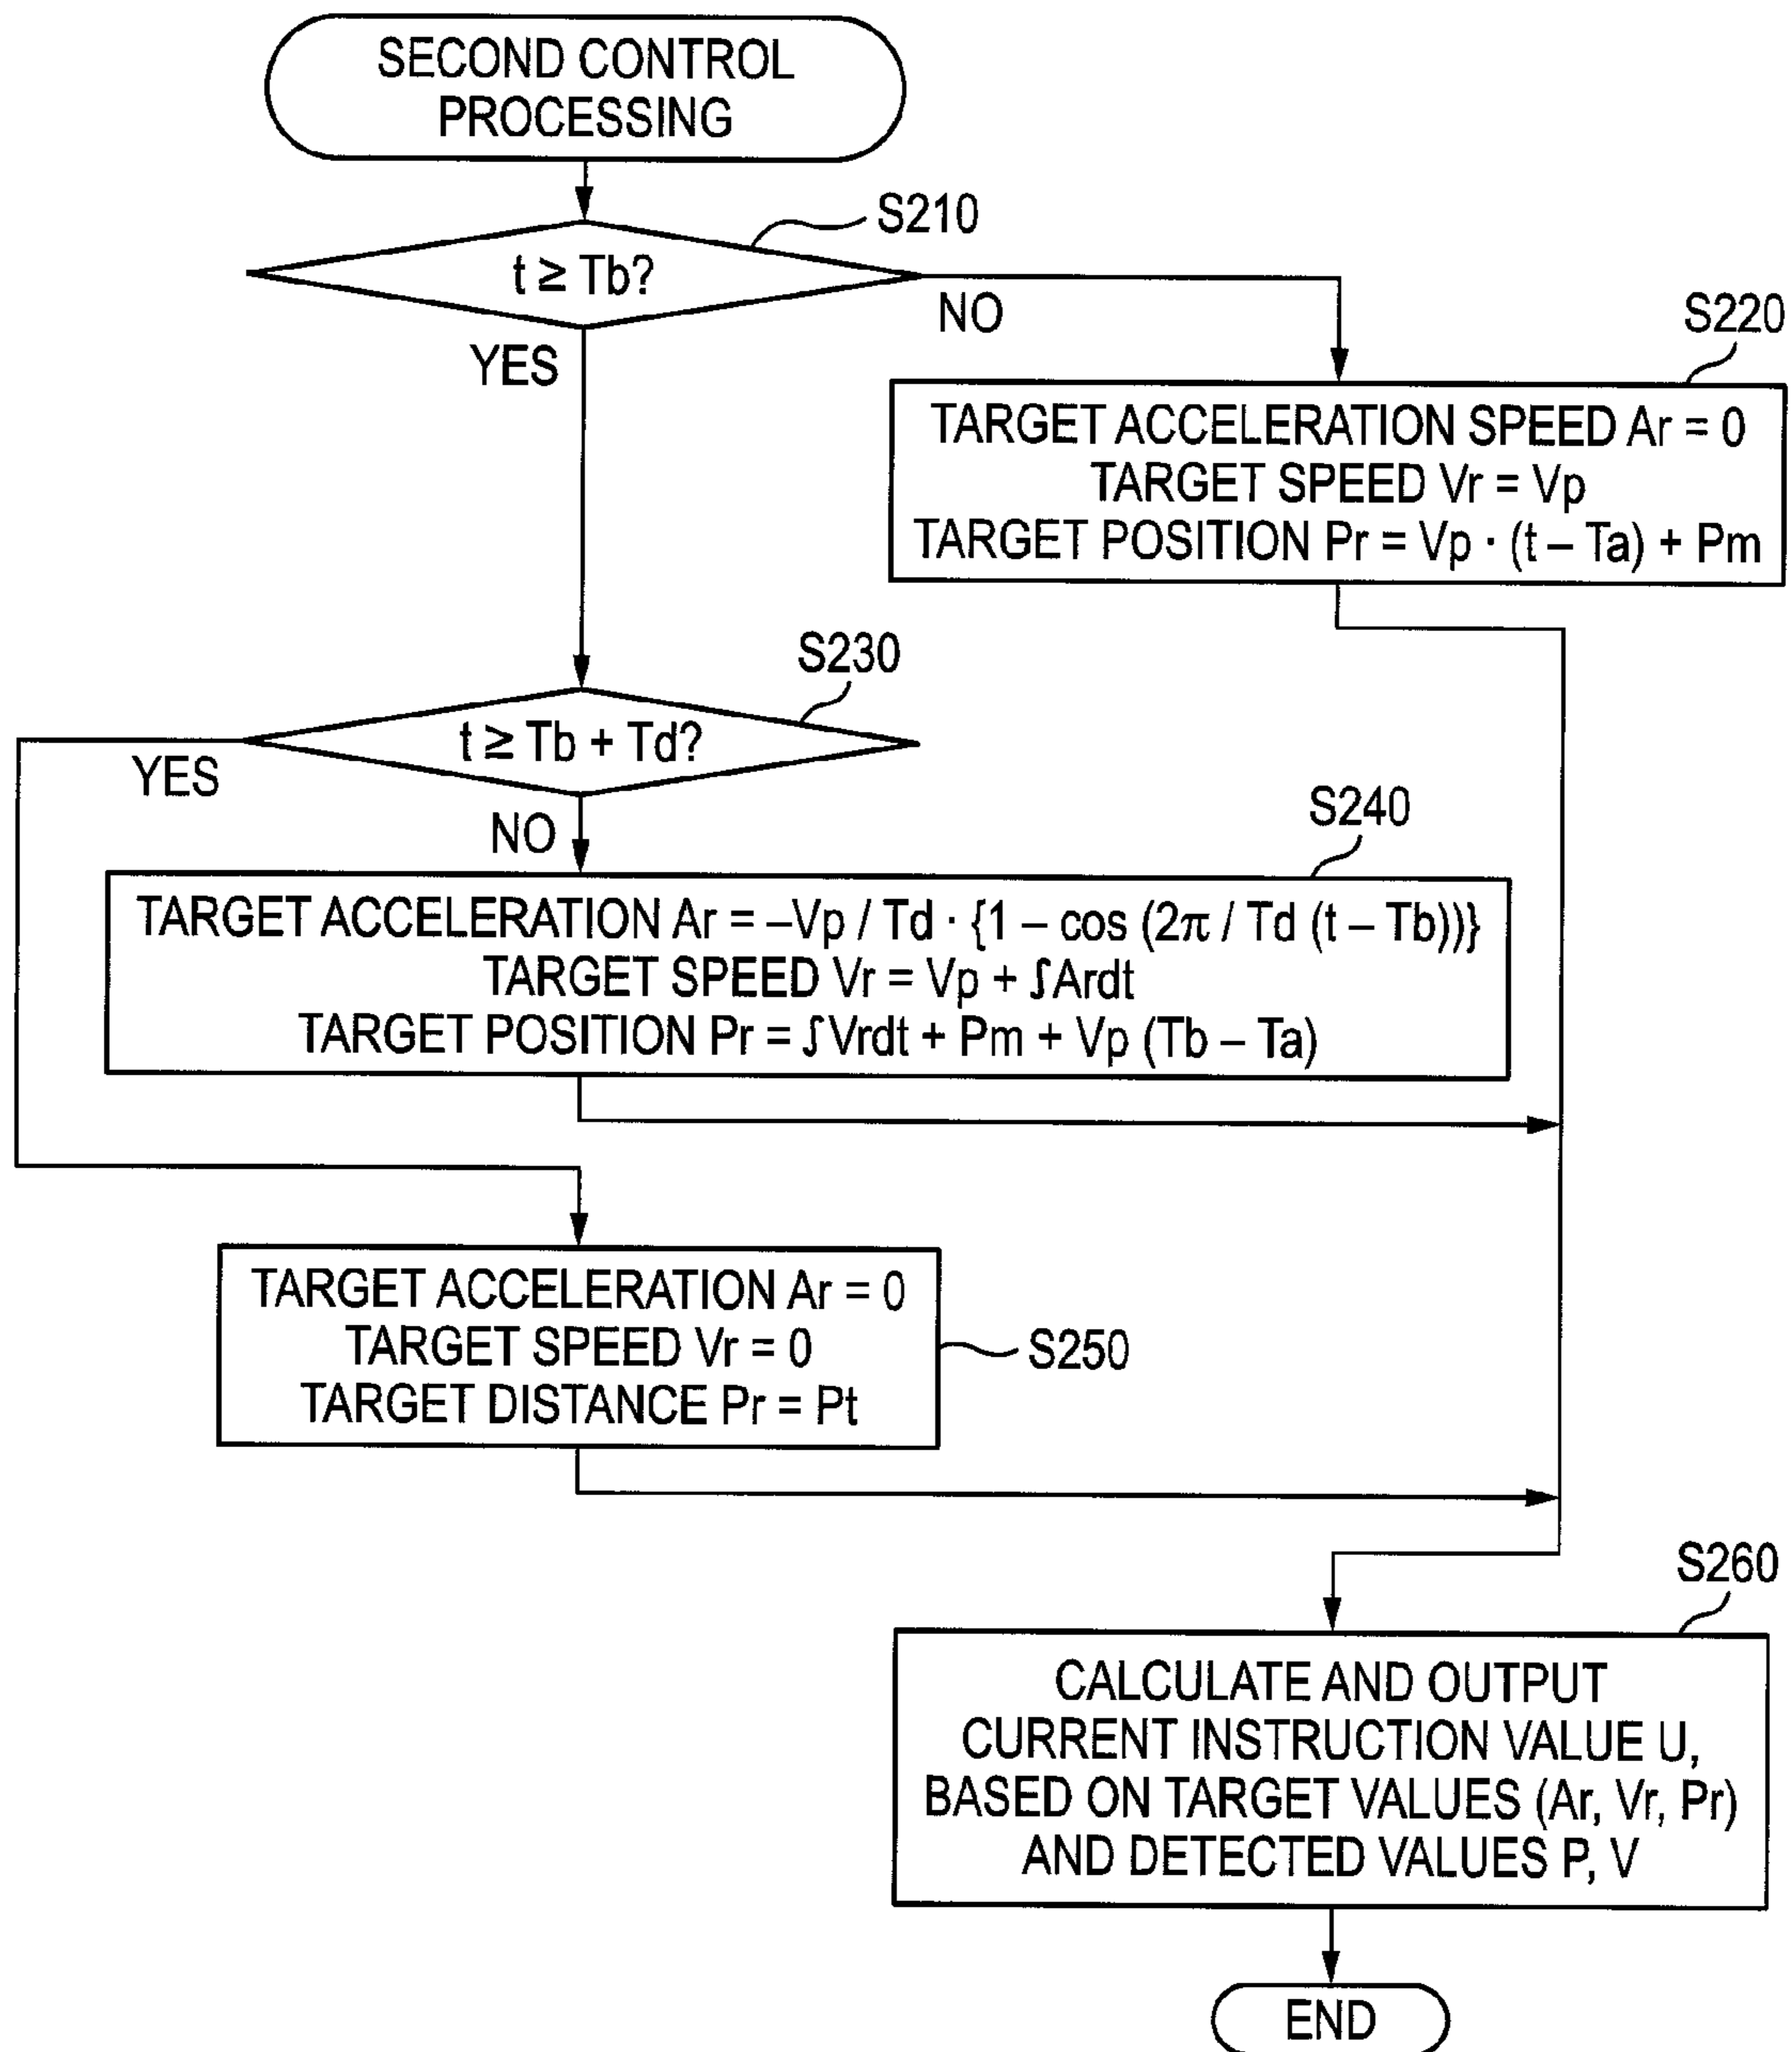 SECOND CONTROL
PROCESSING
S210
t ≥ Tb?
NO
YES
S220
TARGET ACCELERATION SPEED Ar = 0
TARGET SPEED Vr = Vp
TARGET POSITION Pr = Vp · (t – Ta) + Pm
S230
t ≥ Tb + Td?
YES
NO
S240
TARGET ACCELERATION Ar = –Vp / Td · {1 – cos (2π / Td (t – Tb))}
TARGET SPEED Vr = Vp + ∫Ardt
TARGET POSITION Pr = ∫Vrdt + Pm + Vp (Tb – Ta)
TARGET ACCELERATION Ar = 0
TARGET SPEED Vr = 0
TARGET DISTANCE Pr = Pt
S250
S260
CALCULATE AND OUTPUT
CURRENT INSTRUCTION VALUE U,
BASED ON TARGET VALUES (Ar, Vr, Pr)
AND DETECTED VALUES P, V
END